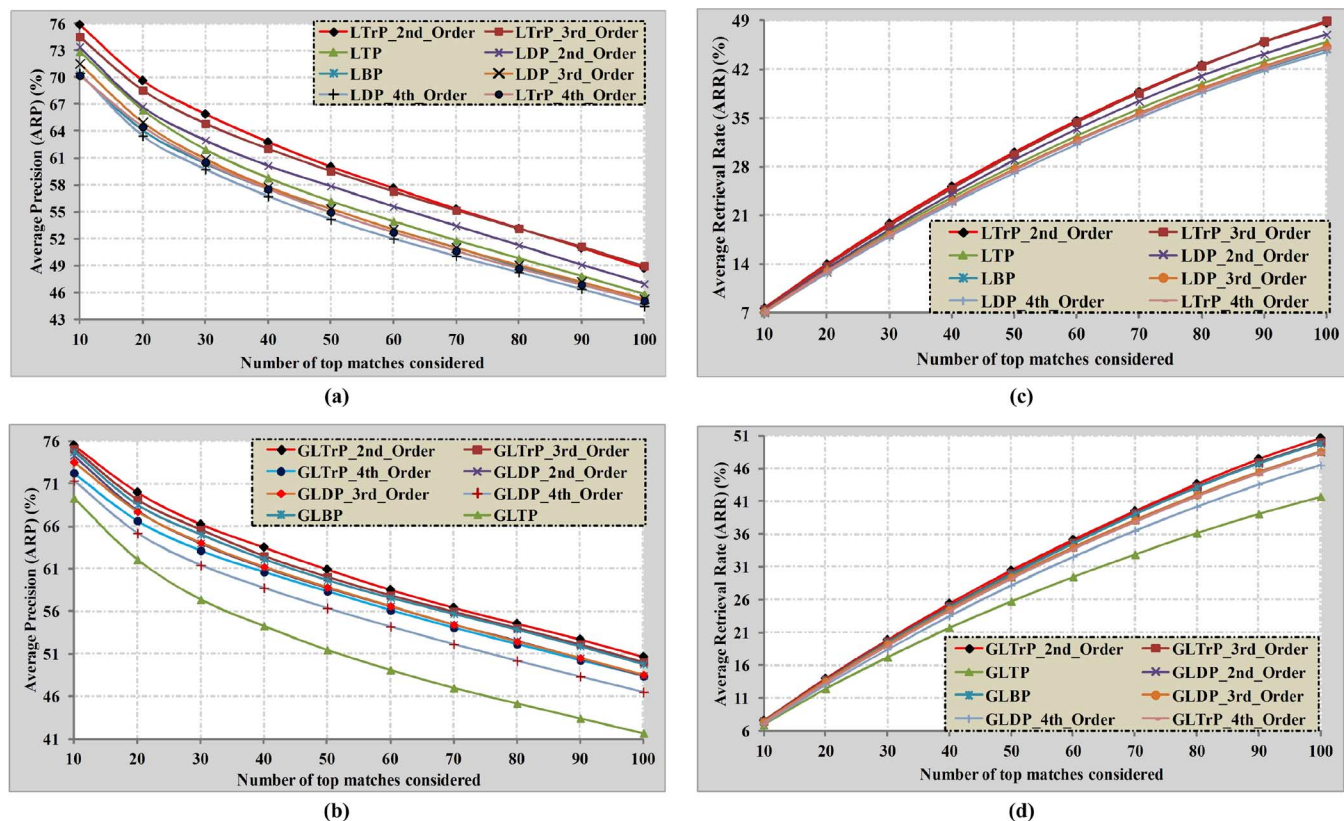 Average Precision (ARP) (%)
76
73
70
67
64
61
58
55
52
49
46
43
LTrP_2nd_Order
LTrP_3rd_Order
LTP
LDP_2nd_Order
LBP
LDP_3rd_Order
LDP_4th_Order
LTrP_4th_Order
10 20 30 40 50 60 70 80 90 100
Number of top matches considered
(a)
Average Retrieval Rate (ARR) (%)
49
42
35
28
21
14
7
LTrP_2nd_Order
LTrP_3rd_Order
LTP
LDP_2nd_Order
LBP
LDP_3rd_Order
LDP_4th_Order
LTrP_4th_Order
10 20 30 40 50 60 70 80 90 100
Number of top matches considered
(c)
Average Precision (ARP) (%)
76
71
66
61
56
51
46
41
GLTrP_2nd_Order
GLTrP_3rd_Order
GLTrP_4th_Order
GLDP_2nd_Order
GLDP_3rd_Order
GLDP_4th_Order
GLBP
GLTP
10 20 30 40 50 60 70 80 90 100
Number of top matches considered
(b)
Average Retrieval Rate (ARR) (%)
51
46
41
36
31
26
21
16
11
6
GLTrP_2nd_Order
GLTrP_3rd_Order
GLTP
GLDP_2nd_Order
GLBP
GLDP_3rd_Order
GLDP_4th_Order
GLTrP_4th_Order
10 20 30 40 50 60 70 80 90 100
Number of top matches considered
(d)